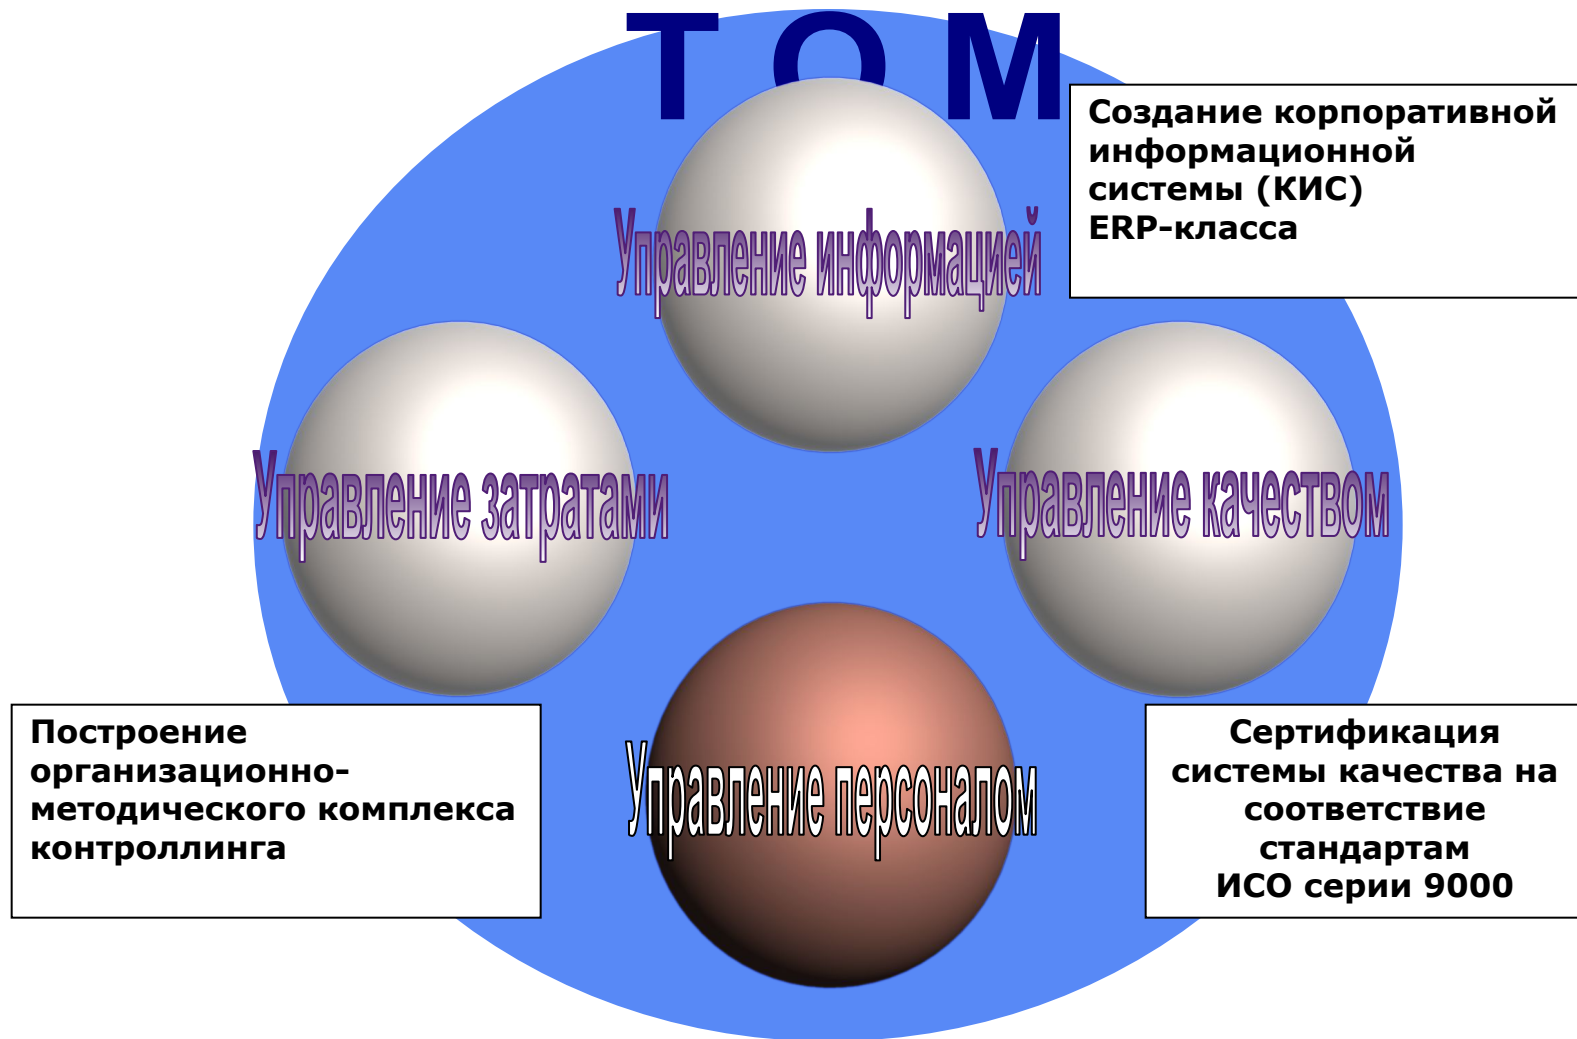 T Q M
Создание корпоративной
информационной
системы (КИС)
ERP-класса
Управление информацией
Управление затратами
Управление качеством
Построение
организационно-
методического комплекса
контроллинга
Управление персоналом
Сертификация
системы качества на
соответствие
стандартам
ИСО серии 9000